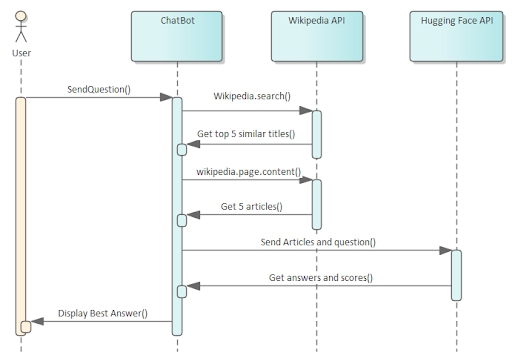 ChatBot
Wikipedia API
Hugging Face API
User
SendQuestion()
Wikipedia.search()
Get top 5 similar titles()
wikipedia.page.content()
Get 5 articles()
Send Articles and question()
Get answers and scores()
Display Best Answer()